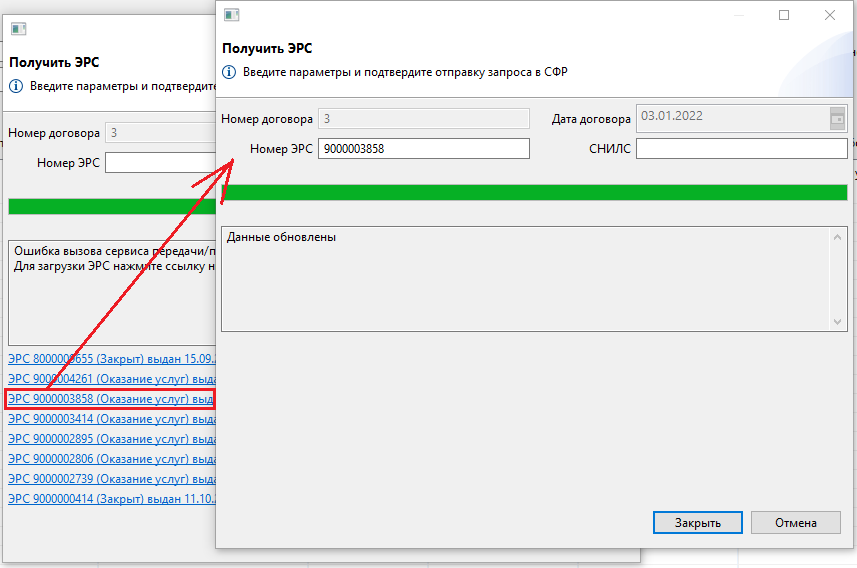 Получить ЭРС
Введите параметры и подтвердите
Номер договора 3
Номер ЭРС
Ошибка вызова сервиса передачи/п
Для загрузки ЭРС нажмите ссылку н
ЭРС 8000009655 (Закрыт) выдан 15.09.
ЭРС 9000004261 (Оказание услуг) выда
ЭРС 9000003858 (Оказание услуг) выд
ЭРС 9000003414 (Оказание услуг) выда
ЭРС 9000002895 (Оказание услуг) выда
ЭРС 9000002806 (Оказание услуг) выда
ЭРС 9000002739 (Оказание услуг) выда
ЭРС 9000000414 (Закрыт) выдан 11.10.
Получить ЭРС
Введите параметры и подтвердите отправку запроса в СФР
Номер договора 3 Дата договора 03.01.2022
Номер ЭРС 9000003858 СНИЛС
Данные обновлены
Закрыть Отмена